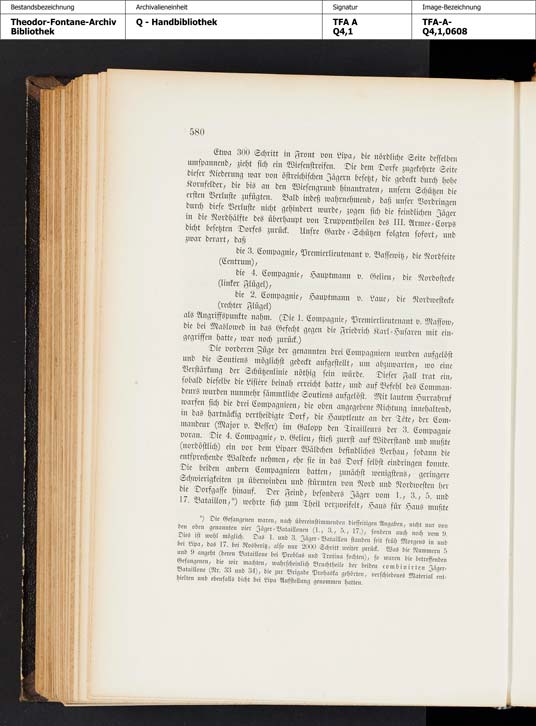 Bestandsbezeichnung
Archivalieneinheit
Signatur
Image-Bezeichnung
Theodor-Fontane-Archiv
Bibliothek
Q - Handbibliothek
TFA A
Q4,1
TFA-A-
Q4,1,0608
580
Etwa 300 Schritt in Front von Lipa, die nördliche Seite desselben
umspannend, zieht sich ein Wiesenstreifen. Die dem Dorfe zugekehrte Seite
dieser Niederung war von östreichischen Jägern besetzt, die gedeckt durch hohe
Kornfelder, die bis an den Wiesengrund hinantraten, unsern Schützen die
ersten Verluste zufügten. Bald indeß wahrnehmend, daß unser Vordringen
durch diese Verluste nicht gehindert wurde, zogen sich die feindlichen Jäger
in die Nordhälfte des überhaupt von Truppentheilen des III. Armee-Corps
dicht besetzten Dorfes zurück. Unsre Garde-Schützen folgten sofort, und
zwar derart, daß
die 3. Compagnie, Premierlieutenant v. Bassewitz, die Nordseite
(Centrum),
die 4. Compagnie, Hauptmann v. Gelieu, die Nordostecke
(linker Flügel),
die 2. Compagnie, Hauptmann v. Laue, die Nordwestecke
(rechter Flügel)
als Angriffspunkte nahm. (Die 1. Compagnie, Premierlieutenant v. Massow,
die bei Maslowed in das Gefecht gegen die Friedrich Karl-Husaren mit ein-
gegriffen hatte, war noch zurück.)
Die vorderen Züge der genannten drei Compagnieen wurden aufgelöst
und die Soutiens möglichst gedeckt aufgestellt, um abzuwarten, wo eine
Verstärkung der Schützenlinie nöthig sein würde. Dieser Fall trat ein,
sobald dieselbe die Lisière beinah erreicht hatte, und auf Befehl des Comman-
deurs wurden nunmehr sämmtliche Soutiens aufgelöst. Mit lautem Hurrahruf
warfen sich die drei Compagnieen, die oben angegebene Richtung innehaltend,
in das hartnäckig vertheidigte Dorf, die Hauptleute an der Tête, der Com-
mandeur (Major v. Besser) im Galopp den Tirailleurs der 3. Compagnie
voran. Die 4. Compagnie, v. Gelieu, stieß zuerst auf Widerstand und mußte
(nordöstlich) ein vor dem Lipaer Wäldchen befindliches Verhau, sodann die
entsprechende Waldecke nehmen, ehe sie in das Dorf selbst eindringen konnte.
Die beiden andern Compagnieen hatten, zunächst wenigstens, geringere
Schwierigkeiten zu überwinden und stürmten von Nord und Nordwesten her
die Dorfgasse hinauf. Der Feind, besonders Jäger vom 1., 3., 5. und
17. Bataillon,*) wehrte sich zum Theil verzweifelt, Haus für Haus mußte
*) Die Gefangenen waren, nach übereinstimmenden diesseitigen Angaben, nicht nur von
den oben genannten vier Jäger-Bataillonen (1., 3., 5., 17.), sondern auch noch vom 9.
Dies ist wohl möglich. Das 1. und 3. Jäger-Bataillon standen seit früh Morgens in und
bei Lipa, das 17. bei Rosberitz, also nur 2000 Schritt weiter zurück. Was die Nummern 5
und 9 angeht (deren Bataillone bei Problus und Trotina fochten), so waren die betreffenden
Gefangenen, die wir machten, wahrscheinlich Bruchtheile der beiden combinirten Jäger-
Bataillone (Nr. 33 und 34), die zur Brigade Prohaska gehörten, verschiedenes Material ent-
hielten und ebenfalls dicht bei Lipa Aufstellung genommen hatten.